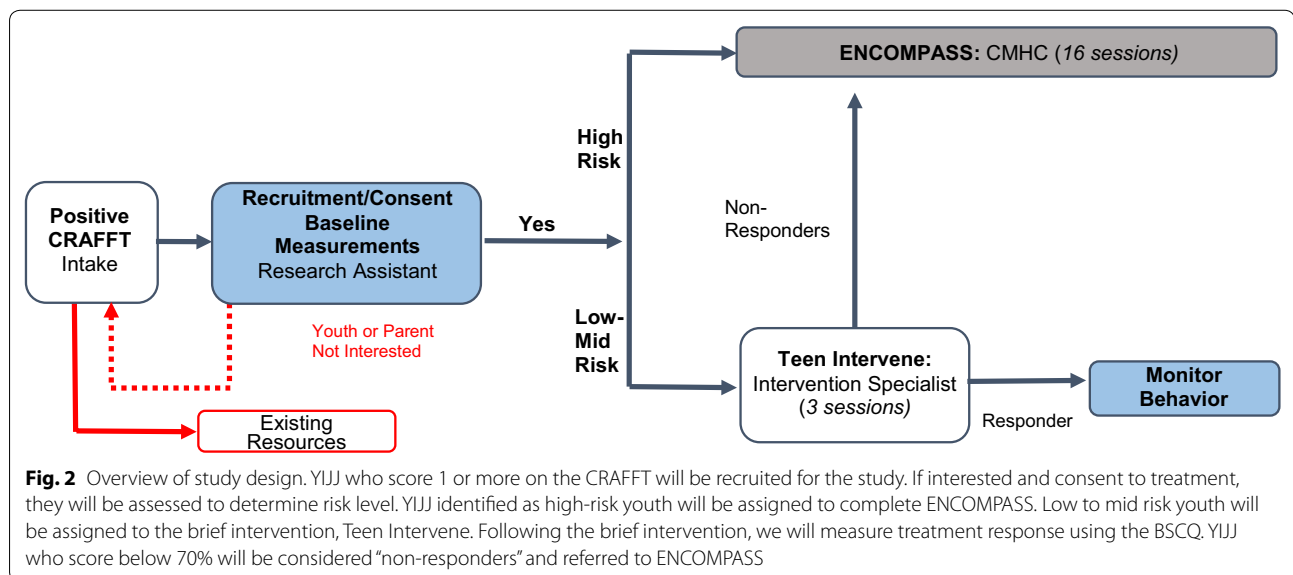 ENCOMPASS: CMHC (16 sessions)
High
Risk
Positive
CRAFFT
Intake
Recruitment/Consent
Baseline
Measurements
Research Assistant
Yes
Non-
Responders
Youth or Parent
Not Interested
Low-
Mid
Risk
Teen Intervene:
Intervention Specialist
(3 sessions)
Responder
Monitor
Behavior
Existing
Resources
Fig. 2 Overview of study design. YIJJ who score 1 or more on the CRAFFT will be recruited for the study. If interested and consent to treatment,
they will be assessed to determine risk level. YIJJ identified as high-risk youth will be assigned to complete ENCOMPASS. Low to mid risk youth will
be assigned to the brief intervention, Teen Intervene. Following the brief intervention, we will measure treatment response using the BSCQ. YIJJ
who score below 70% will be considered “non-responders” and referred to ENCOMPASS